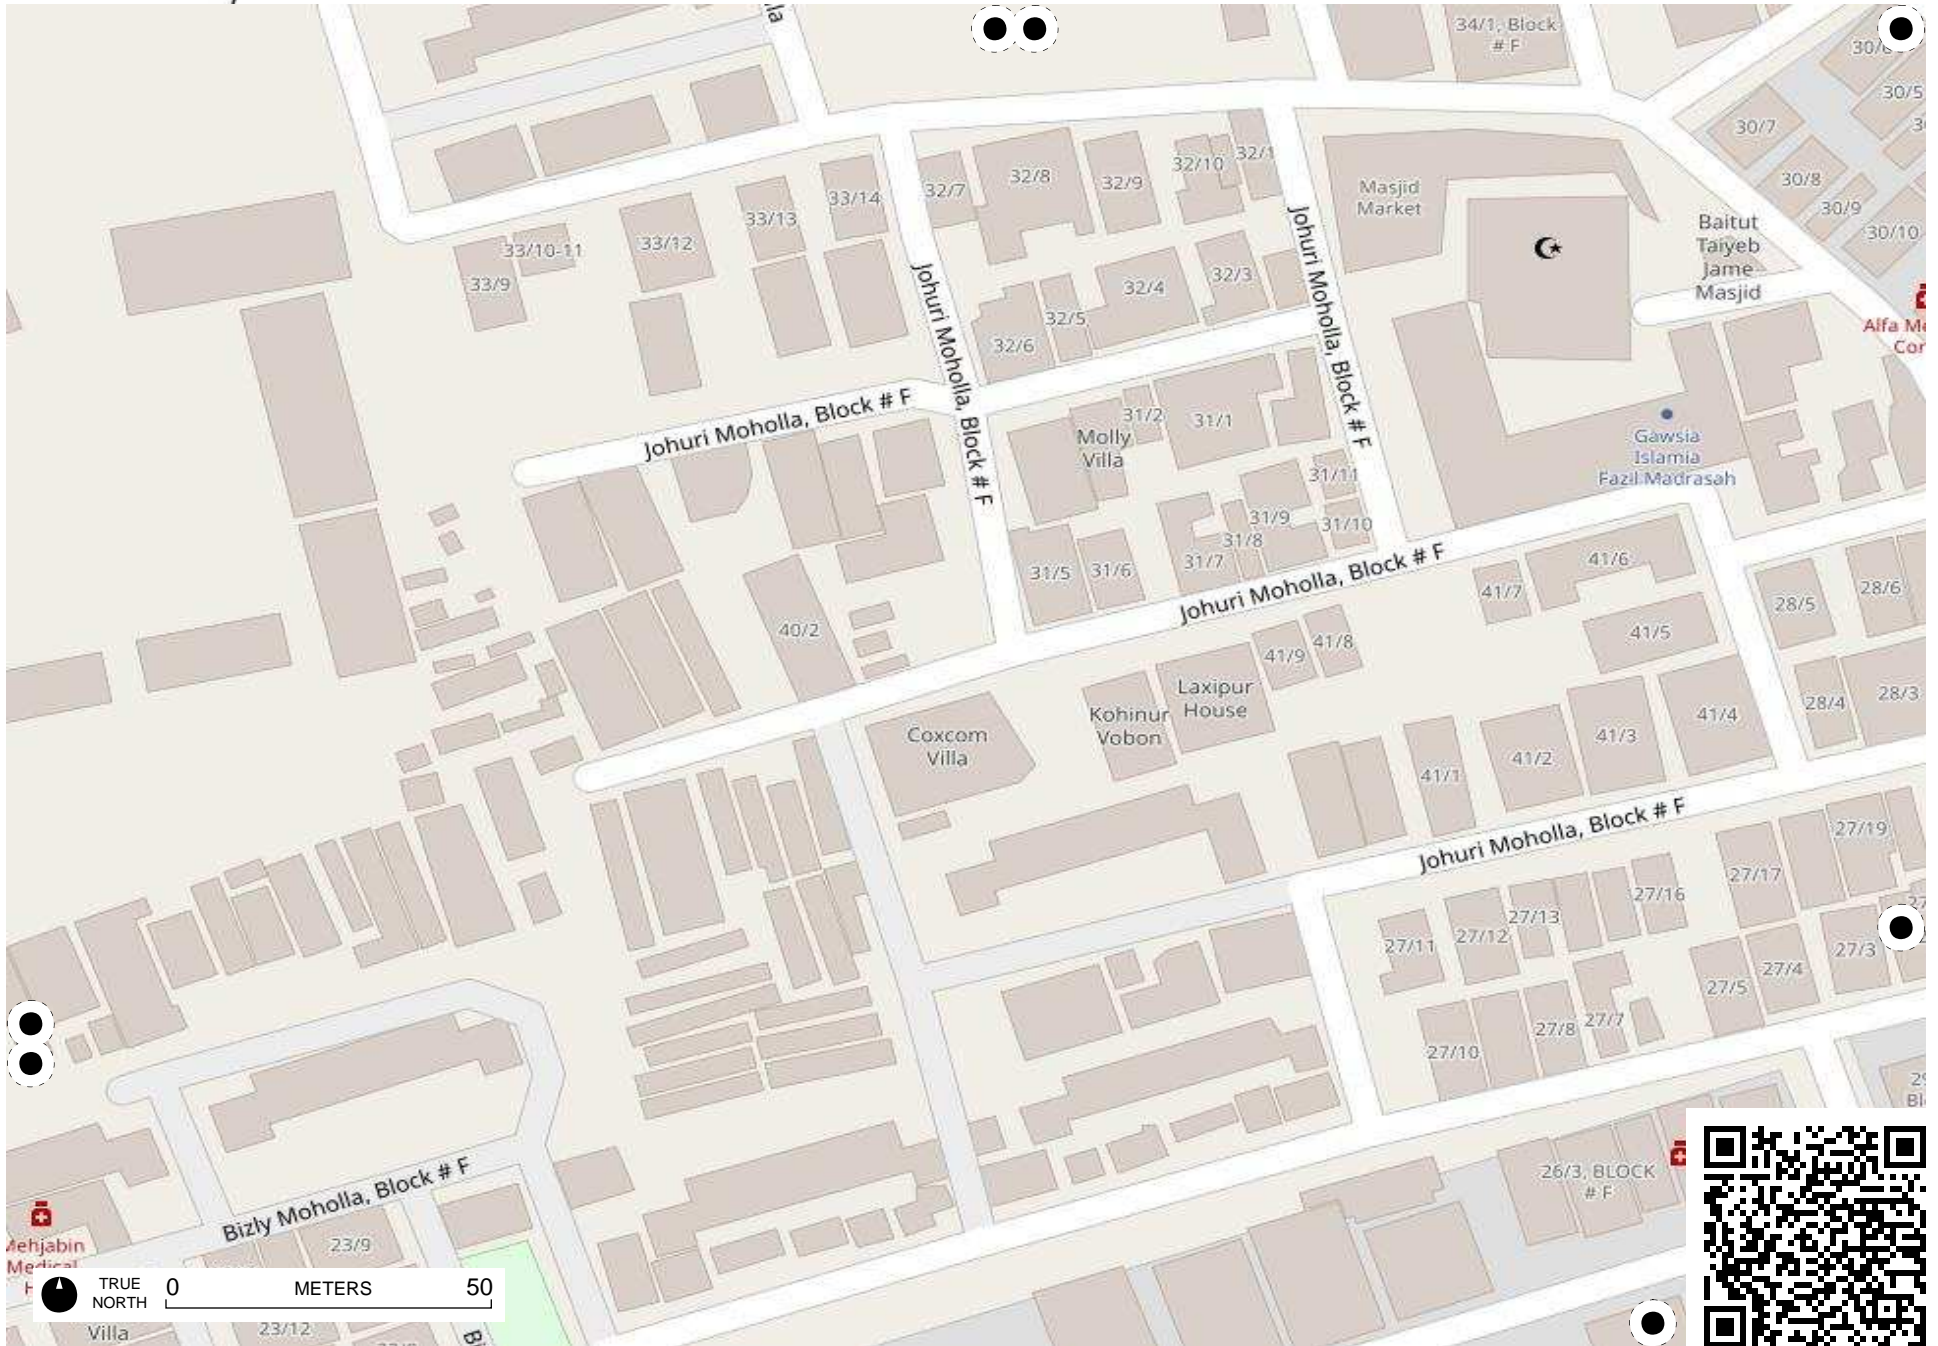 34/1, Block
# F
30/5
30/7
30/8
30/9
30/10
32/7
32/8
32/9
32/10
33/14
33/13
33/12
33/10-11
33/9
Masjid
Market
Baitut
Taiyeb
Jame
Masjid
32/3
32/4
32/5
32/6
Johuri Moholla, Block # F
Johuri Moholla, Block # F
Johuri Moholla, Block # F
31/2
31/1
Molly
Villa
Gawsia
Islamia
Fazil Madrasah
31/11
31/10
31/9
31/8
31/7
31/6
31/5
Johuri Moholla, Block # F
41/6
41/7
41/5
28/5
28/6
40/2
41/8
41/9
Laxipur
House
Kohinur
Vobon
Coxcom
Villa
28/4
28/3
41/4
41/3
41/2
41/1
Johuri Moholla, Block # F
27/19
27/17
27/16
27/13
27/12
27/11
27/3
27/4
27/5
27/7
27/8
27/10
26/3, BLOCK
# F
Bizly Moholla, Block # F
23/9
Medical
TRUE
NORTH
0 METERS 50
Villa
23/12